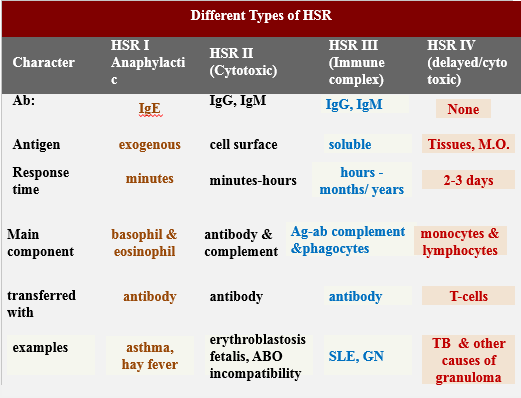 Different Types of HSR
Character
HSR I
Anaphylacti
c
HSR II
(Cytotoxic)
HSR III
(Immune
complex)
HSR IV
(delayed/cyto
toxic)
Ab:
IgE
IgG, IgM
IgG, IgM
None
Antigen
exogenous
cell surface
soluble
Tissues, M.O.
Response
time
minutes
minutes-hours
hours -
months/ years
2-3 days
Main
component
basophil &
eosinophil
antibody &
complement
Ag-ab complement
&phagocytes
monocytes &
lymphocytes
transferred
with
antibody
antibody
antibody
T-cells
examples
asthma,
hay fever
erythroblastosis
fetalis, ABO
incompatibility
SLE, GN
TB & other
causes of
granuloma